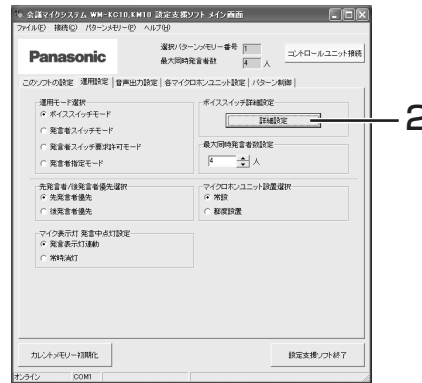 会議マイクシステム WM-KC10,KM10 設定支援ソフト メイン画面
ファイル(F) 接続(C) パターンメモリー(P) ヘルプ(H)
Panasonic
選択パターンメモリー番号 1
最大同時発言者数 4 人
コントロールユニット接続
このソフトの設定 運用設定 音声出力設定 各マイクロホンユニット設定 パターン制御
運用モード選択
ボイススイッチモード
発言者スイッチモード
発言者スイッチ要求許可モード
発言者指定モード
ボイススイッチ詳細設定
詳細設定
2
最大同時発言者数設定
4 人
先発言者/後発言者優先選択
先発言者優先
後発言者優先
マイクロホンユニット設置選択
常設
都度設置
マイク表示灯 発言中点灯設定
発言表示灯連動
常時消灯
カレントメモリー初期化
設定支援ソフト終了
オンライン COM1